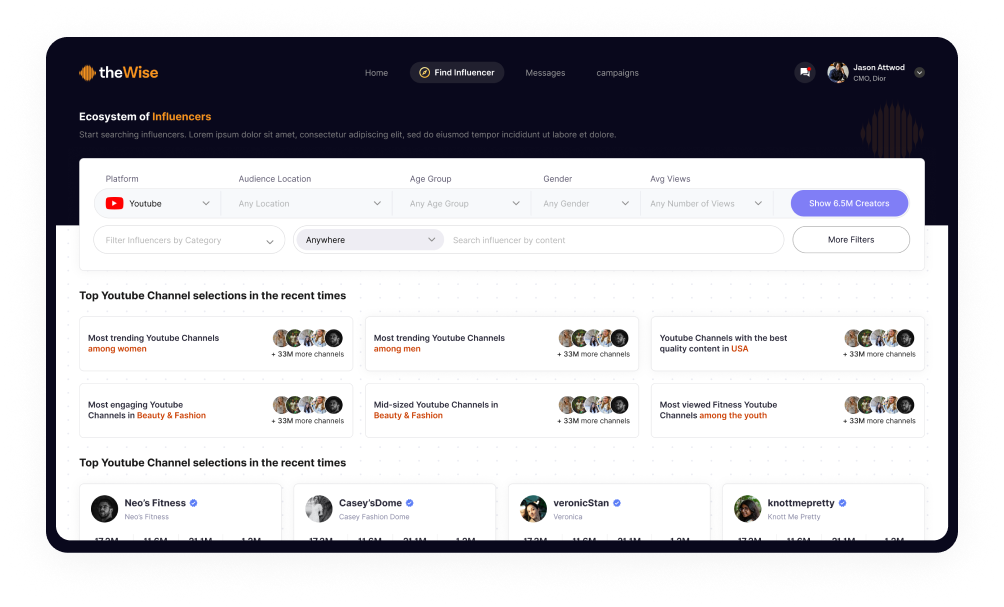 theWise
Home
Find Influencer
Messages
campaigns
Jason Attwod
CMO, Dior
Ecosystem of Influencers
Start searching influencers. Lorem ipsum dolor sit amet, consectetur adipiscing elit, sed do eiusmod tempor incididunt ut labore et dolore.
Platform
Audience Location
Age Group
Gender
Avg Views
Youtube
Any Location
Any Age Group
Any Gender
Any Number of Views
Show 6.5M Creators
Filter Influencers by Category
Anywhere
Search influencer by content
More Filters
Top Youtube Channel selections in the recent times
Most trending Youtube Channels
among women
+ 33M more channels
Most trending Youtube Channels
among men
+ 33M more channels
Youtube Channels with the best
quality content in USA
+ 33M more channels
Most engaging Youtube
Channels in Beauty & Fashion
+ 33M more channels
Mid-sized Youtube Channels in
Beauty & Fashion
+ 33M more channels
Most viewed Fitness Youtube
Channels among the youth
+ 33M more channels
Top Youtube Channel selections in the recent times
Neo's Fitness
Neo's Fitness
Casey'sDome
Casey Fashion Dome
veronicStan
Veronica
knottmepretty
Knott Me Pretty